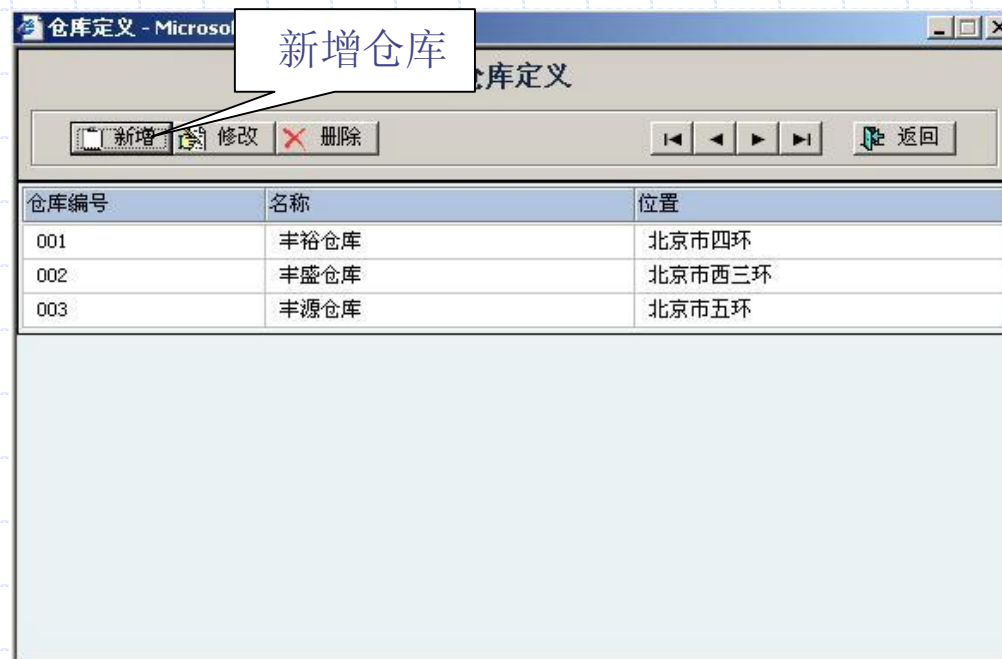 仓库定义 - Microsof
新增仓库
库定义
新增 修改 删除 返回
仓库编号 名称 位置
001 丰裕仓库 北京市四环
002 丰盛仓库 北京市西三环
003 丰源仓库 北京市五环